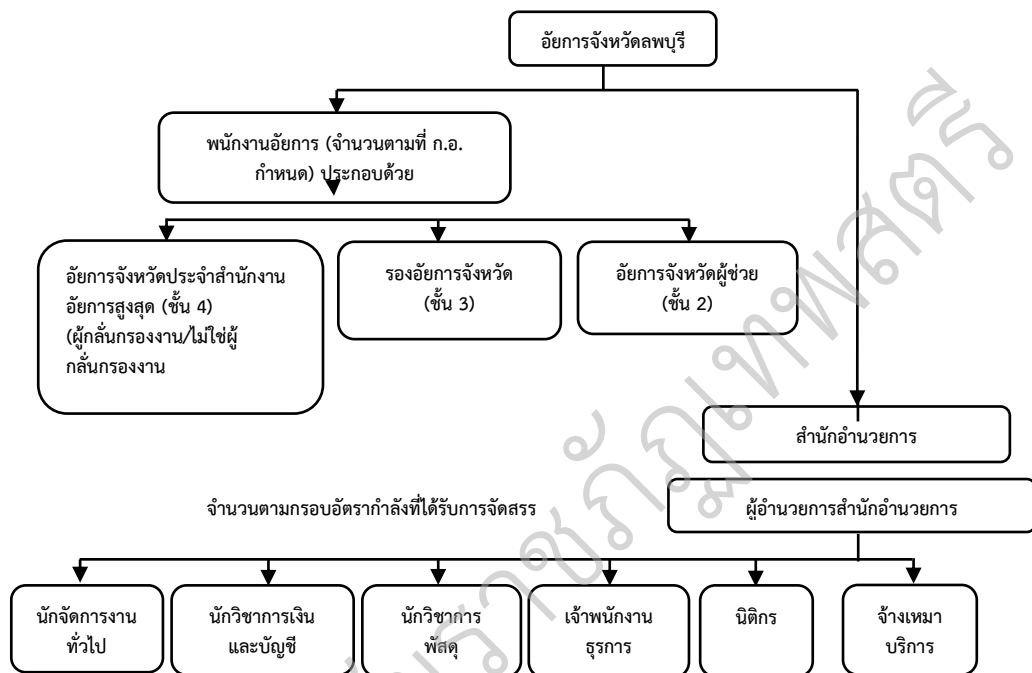 อัยการจังหวัดลพบุรี
พนักงานอัยการ (จำนวนตามที่ ก.อ.
กำหนด) ประกอบด้วย
อัยการจังหวัดประจำสำนักงาน
อัยการสูงสุด (ชั้น 4)
(ผู้กลั่นกรองงาน/ไม่ใช่ผู้
กลั่นกรองงาน
รองอัยการจังหวัด
(ชั้น 3)
อัยการจังหวัดผู้ช่วย
(ชั้น 2)
สำนักอำนวยการ
จำนวนตามกรอบอัตรากำลังที่ได้รับการจัดสรร
ผู้อำนวยการสำนักอำนวยการ
นักจัดการงาน
ทั่วไป
นักวิชาการเงิน
และบัญชี
นักวิชาการ
พัสดุ
เจ้าพนักงาน
ธุรการ
นิติกร
จ้างเหมา
บริการ
ราชภัฏเทพสตรี